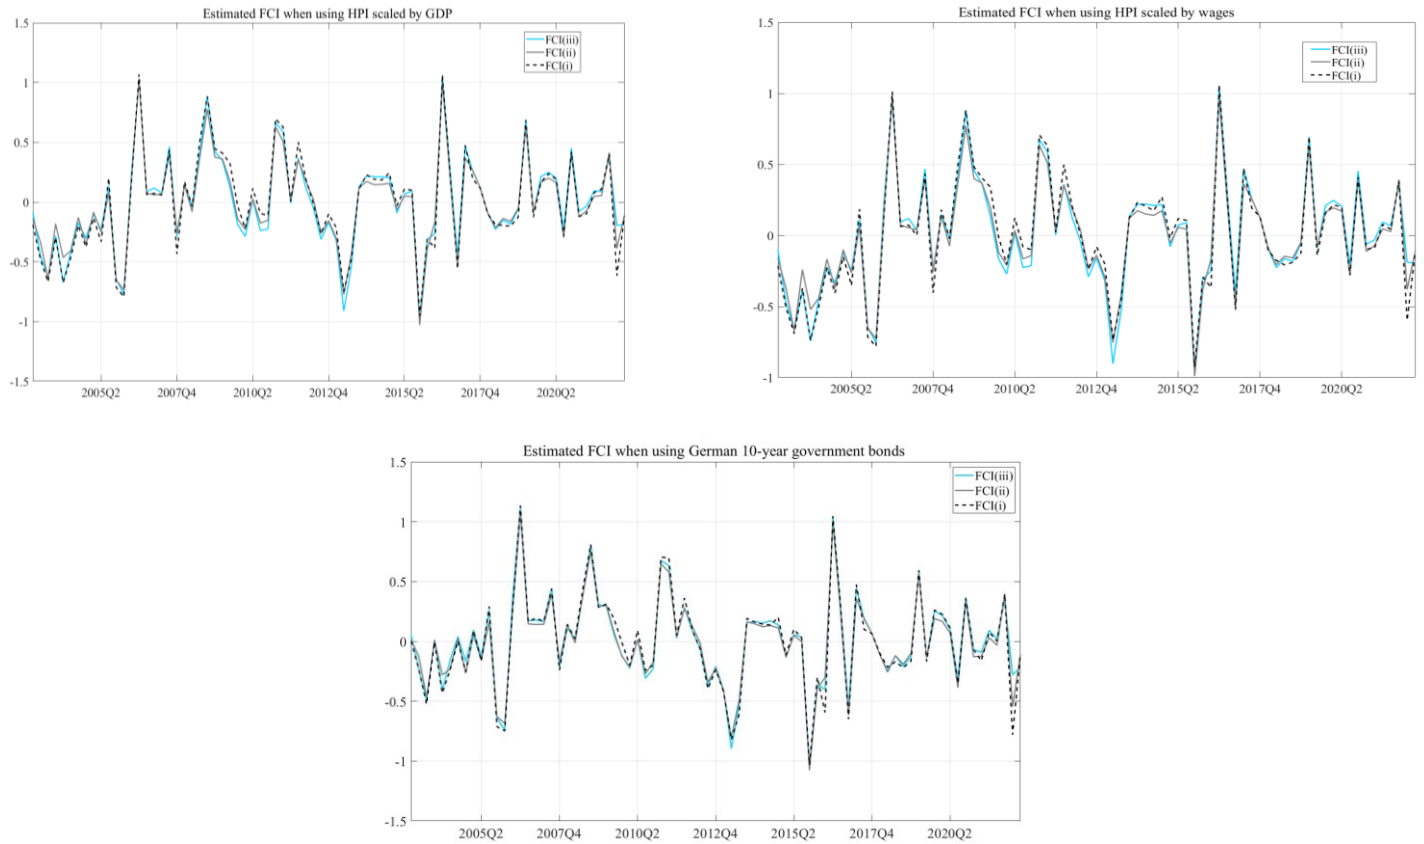 Estimated FCI when using HPI scaled by GDP
1.5
1
0.5
0
-0.5
-1
-1.5
FCI(iii)
FCI(ii)
FCI(i)
2005Q2 2007Q4 2010Q2 2012Q4 2015Q2 2017Q4 2020Q2
Estimated FCI when using HPI scaled by wages
1.5
1
0.5
0
-0.5
-1
FCI(iii)
FCI(ii)
FCI(i)
2005Q2 2007Q4 2010Q2 2012Q4 2015Q2 2017Q4 2020Q2
Estimated FCI when using German 10-year government bonds
1.5
1
0.5
0
-0.5
-1
-1.5
FCI(iii)
FCI(ii)
FCI(i)
2005Q2 2007Q4 2010Q2 2012Q4 2015Q2 2017Q4 2020Q2